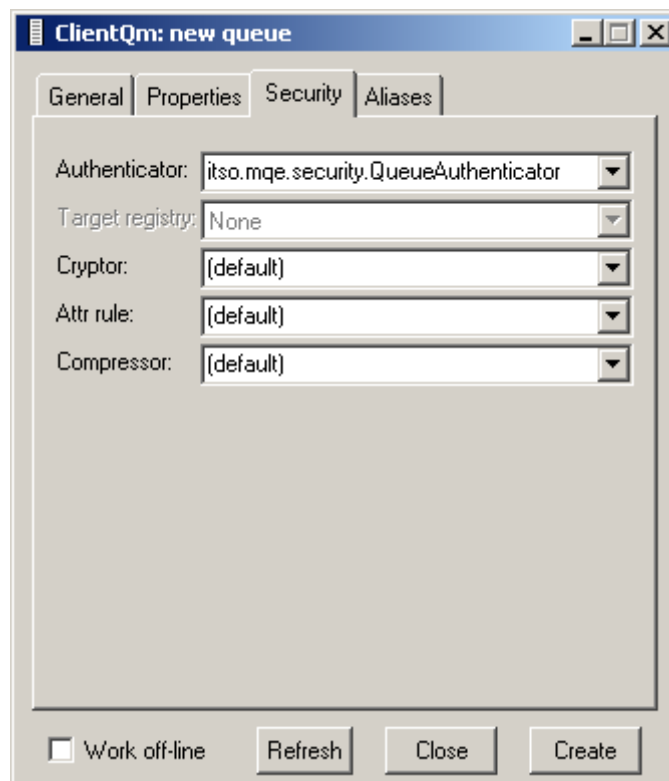 ClientQm: new queue
General Properties Security Aliases
Authenticator: itso.mqe.security.QueueAuthenticator
Target registry: None
Cryptor: (default)
Attr rule: (default)
Compressor: (default)
Work off-line Refresh Close Create